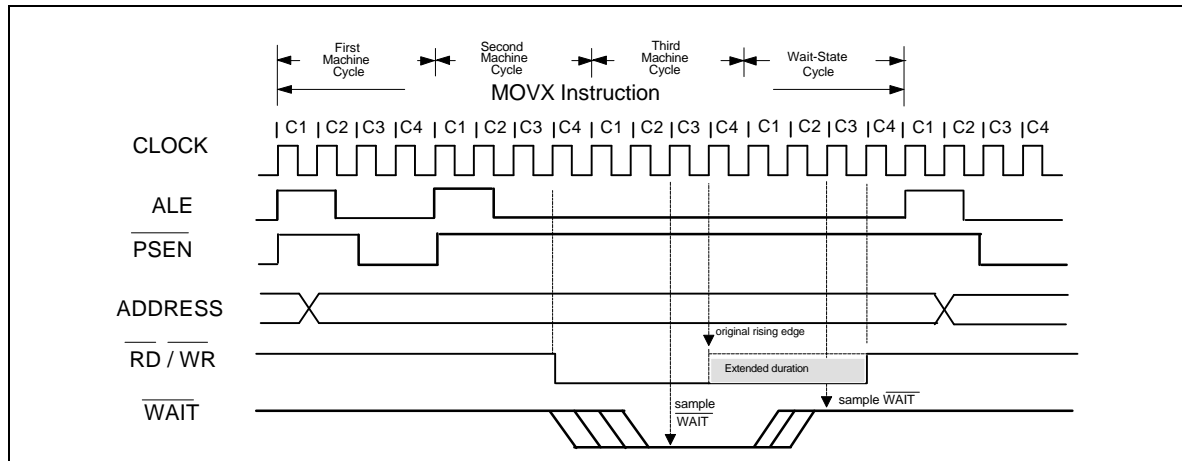 First Machine Cycle
Second Machine Cycle
Third Machine Cycle
Wait-State Cycle
MOVX Instruction
| C1 | C2 | C3 | C4 | C1 | C2 | C3 | C4 | C1 | C2 | C3 | C4 | C1 | C2 | C3 | C4 | C1 | C2 | C3 | C4
CLOCK
ALE
PSEN
ADDRESS
original rising edge
RD / WR
Extended duration
WAIT
sample WAIT
sample WAIT